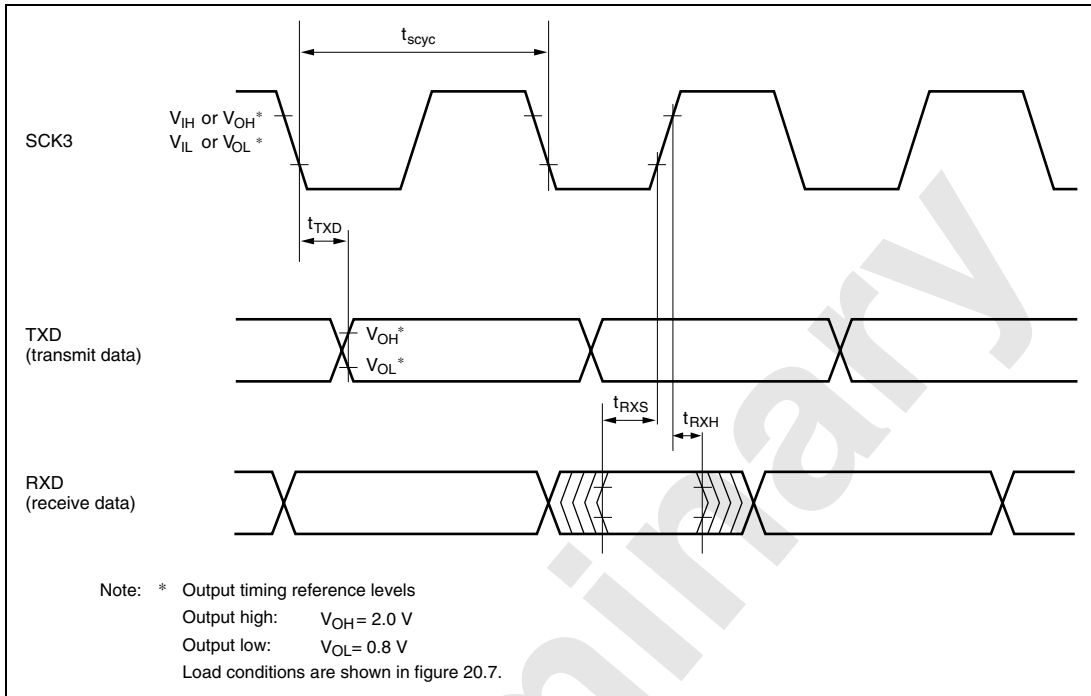 tscyc
SCK3
VIH or VOH*
VIL or VOL *
tTXD
TXD
(transmit data)
VOH*
VOL*
tRXS
tRXH
RXD
(receive data)
Note: * Output timing reference levels
Output high: VOH = 2.0 V
Output low: VOL = 0.8 V
Load conditions are shown in figure 20.7.
minary